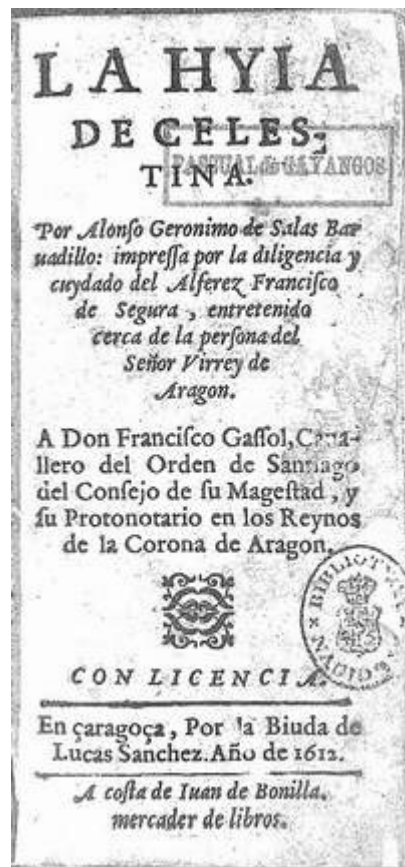 LA HYIA
DE CELES-
TINA.
PASCUAL de GAYANGOS
Por Alonſo Geronimo de Salas Bar
uadillo: impreſſa por la diligencia y
cuydado del Alferez Franciſco
de Segura, entretenido
cerca de la perſona del
Señor Virrey de
Aragon.
A Don Franciſco Gaſſol, Caua-
llero del Orden de Santiago
del Conſejo de ſu Mageſtad, y
ſu Protonotario en los Reynos
de la Corona de Aragon.
BIBLIOTECA NACIONAL
CON LICENCIA.
En çaragoça, Por la Biuda de
Lucas Sanchez. Año de 1612.
A coſta de Iuan de Bonilla.
mercader de libros.